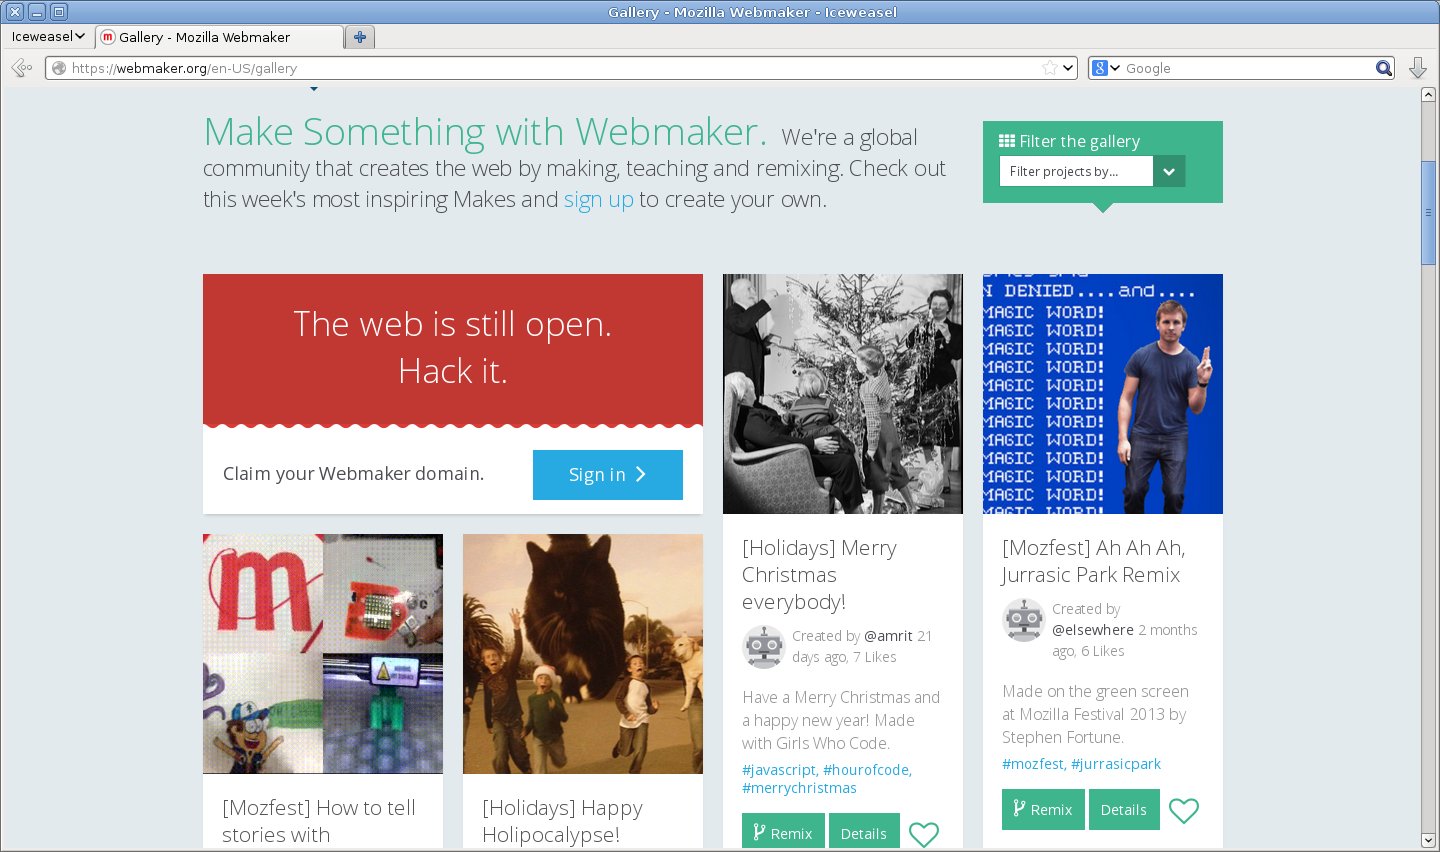 Gallery - Mozilla Webmaker - Iceweasel
Iceweasel
Gallery - Mozilla Webmaker
https://webmaker.org/en-US/gallery
Google
Make Something with Webmaker. We're a global
community that creates the web by making, teaching and remixing. Check out
this week's most inspiring Makes and sign up to create your own.
Filter the gallery
Filter projects by...
The web is still open.
Hack it.
Claim your Webmaker domain.
Sign in
m
[Mozfest] How to tell
stories with
[Holidays] Happy
Holipocalypse!
[Holidays] Merry
Christmas
everybody!
Created by @amrit 21
days ago, 7 Likes
Have a Merry Christmas and
a happy new year! Made
with Girls Who Code.
#javascript, #hourofcode,
#merrychristmas
Remix
Details
N DENIED....and....
MAGIC WORD!
MAGIC WORD!
MAGIC WORD!
MAGIC WORD!
MAGIC WORD!
MAGIC WORD!
MAGIC WORD!
MAGIC WORD!
MAGIC WORD!
MAGIC WORD!
MAGIC WORD!
MAGIC WORD!
[Mozfest] Ah Ah Ah,
Jurrasic Park Remix
Created by
@elsewhere 2 months
ago, 6 Likes
Made on the green screen
at Mozilla Festival 2013 by
Stephen Fortune.
#mozfest, #jurrasicpark
Remix
Details